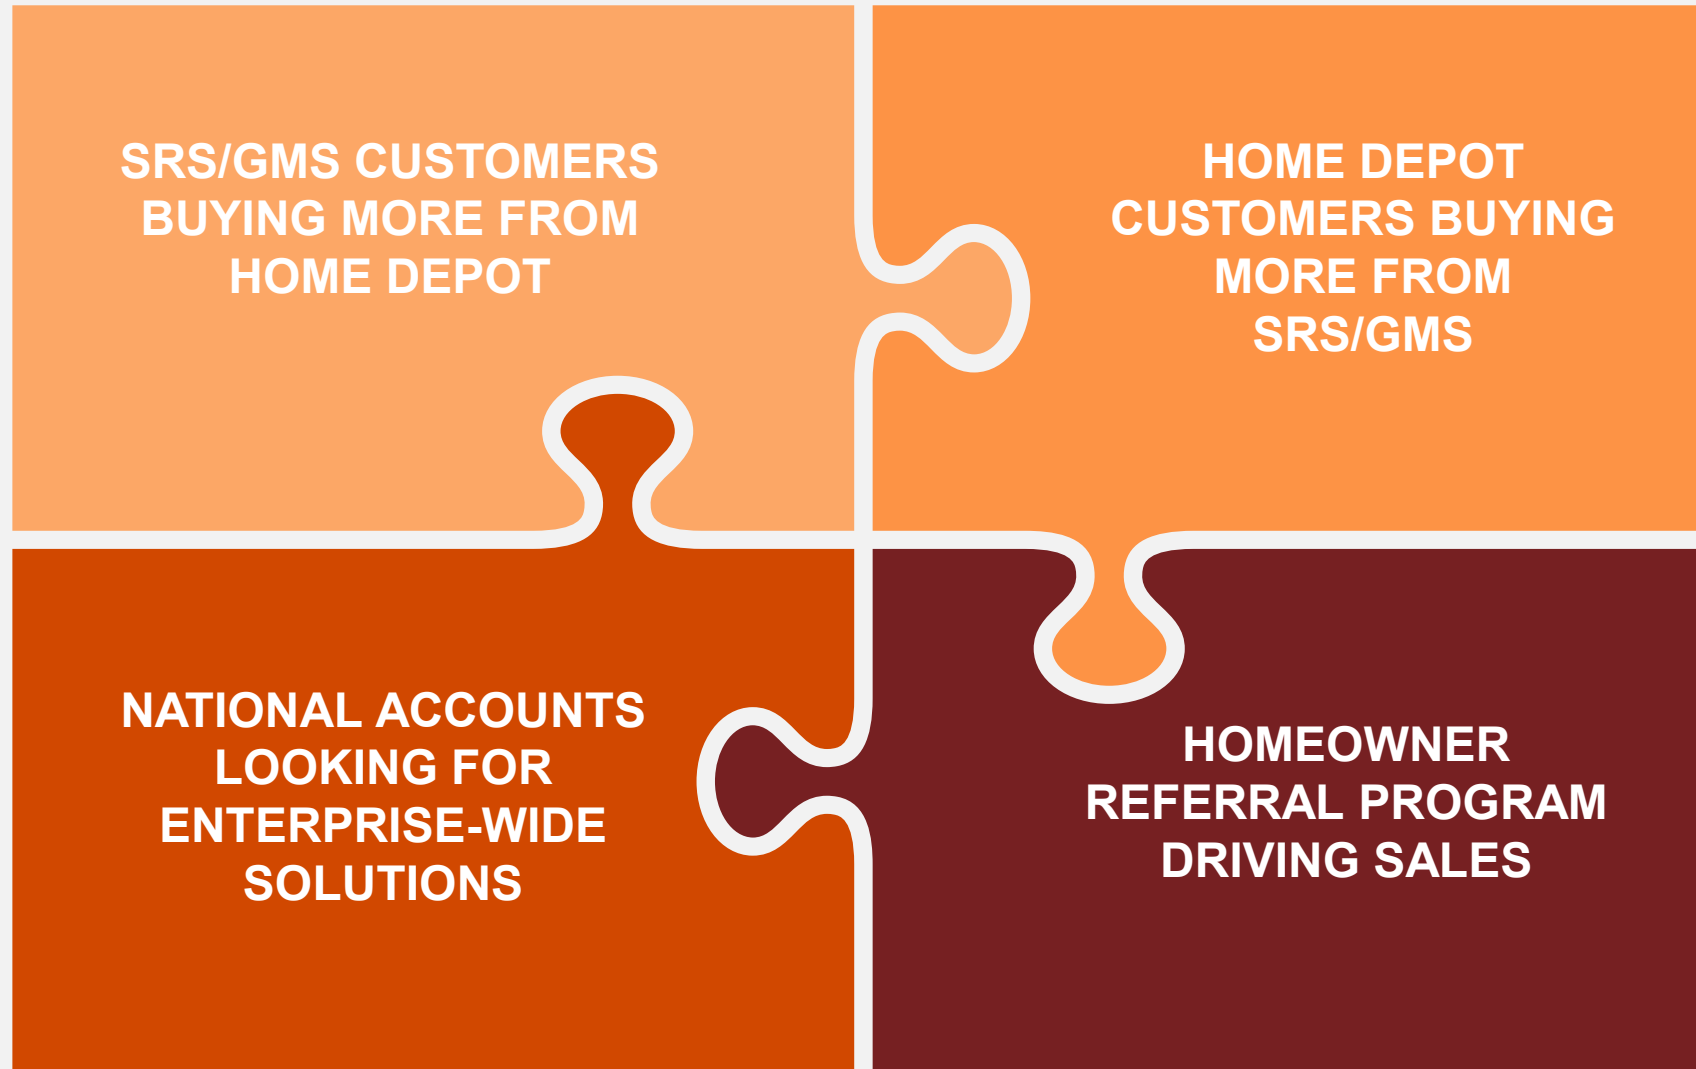 SRS/GMS CUSTOMERS
BUYING MORE FROM
HOME DEPOT
HOME DEPOT
CUSTOMERS BUYING
MORE FROM
SRS/GMS
NATIONAL ACCOUNTS
LOOKING FOR
ENTERPRISE-WIDE
SOLUTIONS
HOMEOWNER
REFERRAL PROGRAM
DRIVING SALES